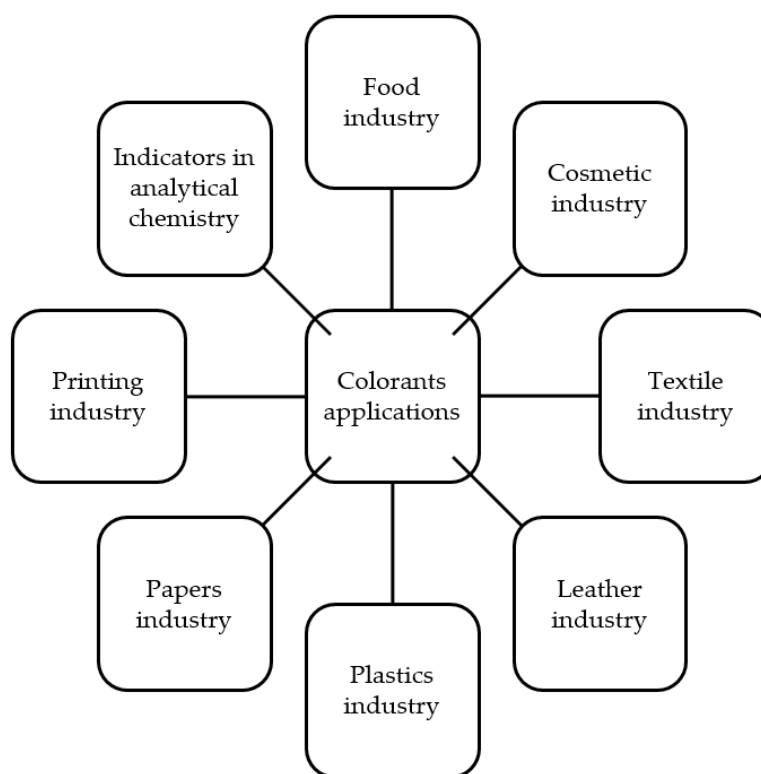 Food
industry
Indicators in
analytical
chemistry
Cosmetic
industry
Printing
industry
Colorants
applications
Textile
industry
Papers
industry
Leather
industry
Plastics
industry